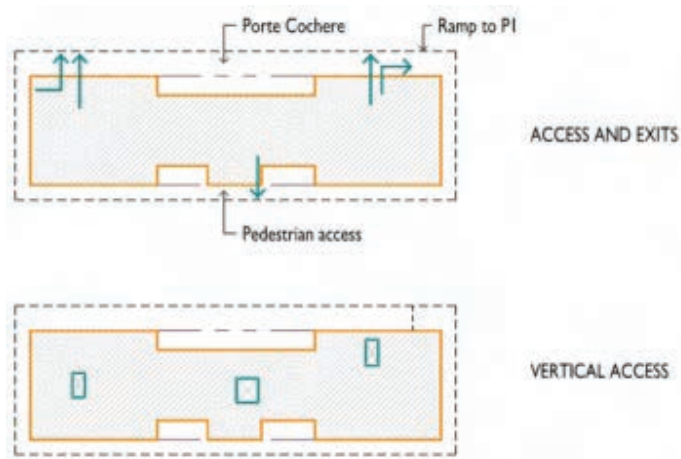 Porte Cochere
Ramp to P1
ACCESS AND EXITS
Pedestrian access
VERTICAL ACCESS